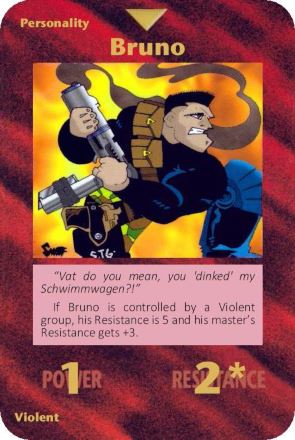 Personality
Bruno
STG.
"Vat do you mean, you 'dinked' my
Schwimmwagen?!"
If Bruno is controlled by a Violent
group, his Resistance is 5 and his master's
Resistance gets +3.
POWER
1
RESISTANCE
2*
Violent